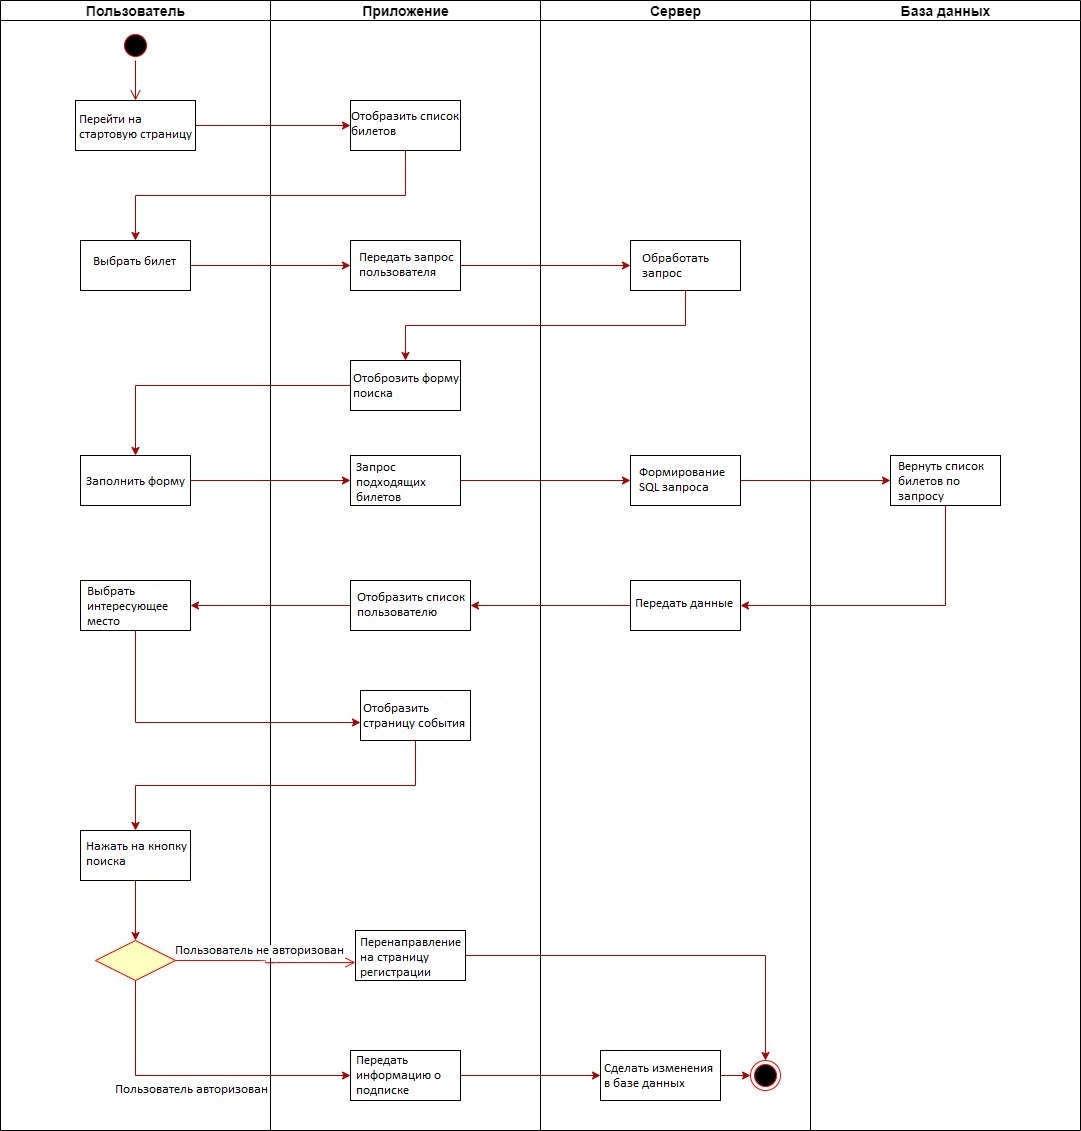 Пользователь
Приложение
Сервер
База данных
Перейти на
стартовую страницу
Отобразить список
билетов
Выбрать билет
Передать запрос
пользователя
Обработать
запрос
Отоброзить форму
поиска
Заполнить форму
Запрос
подходящих
билетов
Формирование
SQL запроса
Вернуть список
билетов по
запросу
Выбрать
интересующее
место
Отобразить список
пользователю
Передать данные
Отобразить
страницу события
Нажать на кнопку
поиска
Пользователь не авторизован
Перенаправление
на страницу
регистрации
Пользователь авторизован
Передать
информацию о
подписке
Сделать изменения
в базе данных